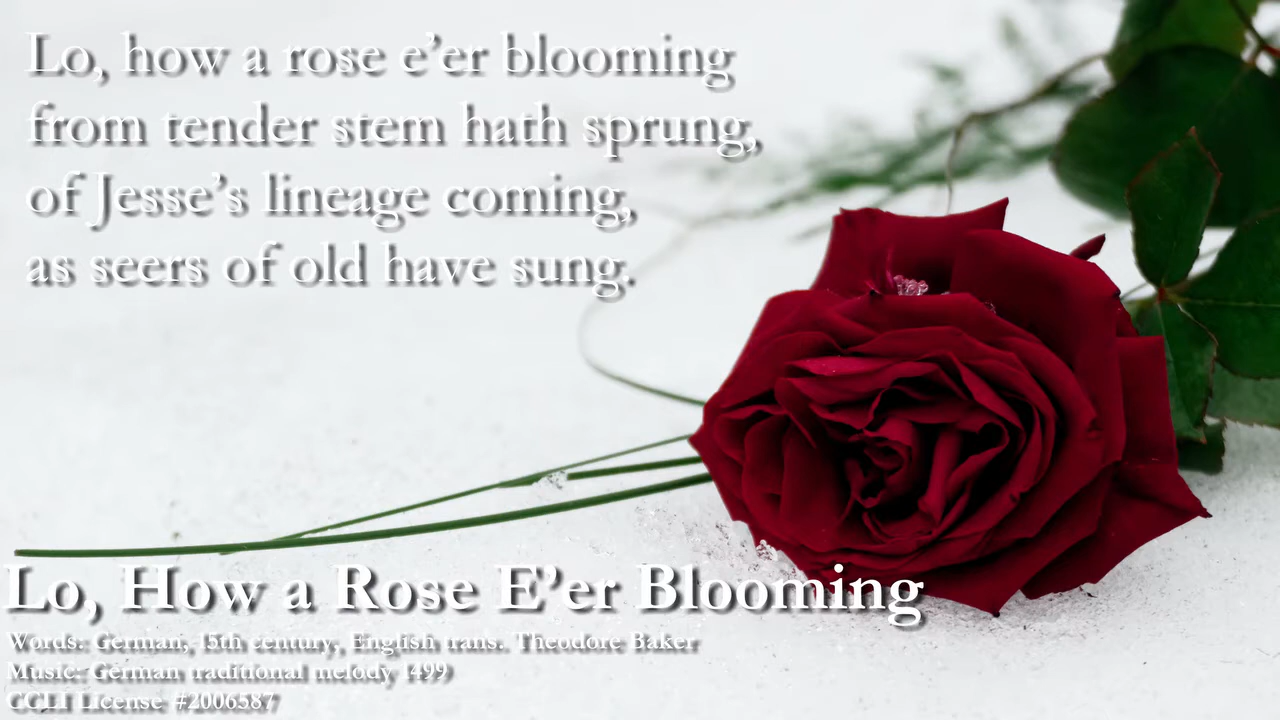 Lo, how a rose e’er blooming
from tender stem hath sprung,
of Jesse’s lineage coming,
as seers of old have sung.
Lo, How a Rose E’er Blooming
Words: German, 15th century, English trans. Theodore Baker
Music: German traditional melody 1499
CCLI License #2006587